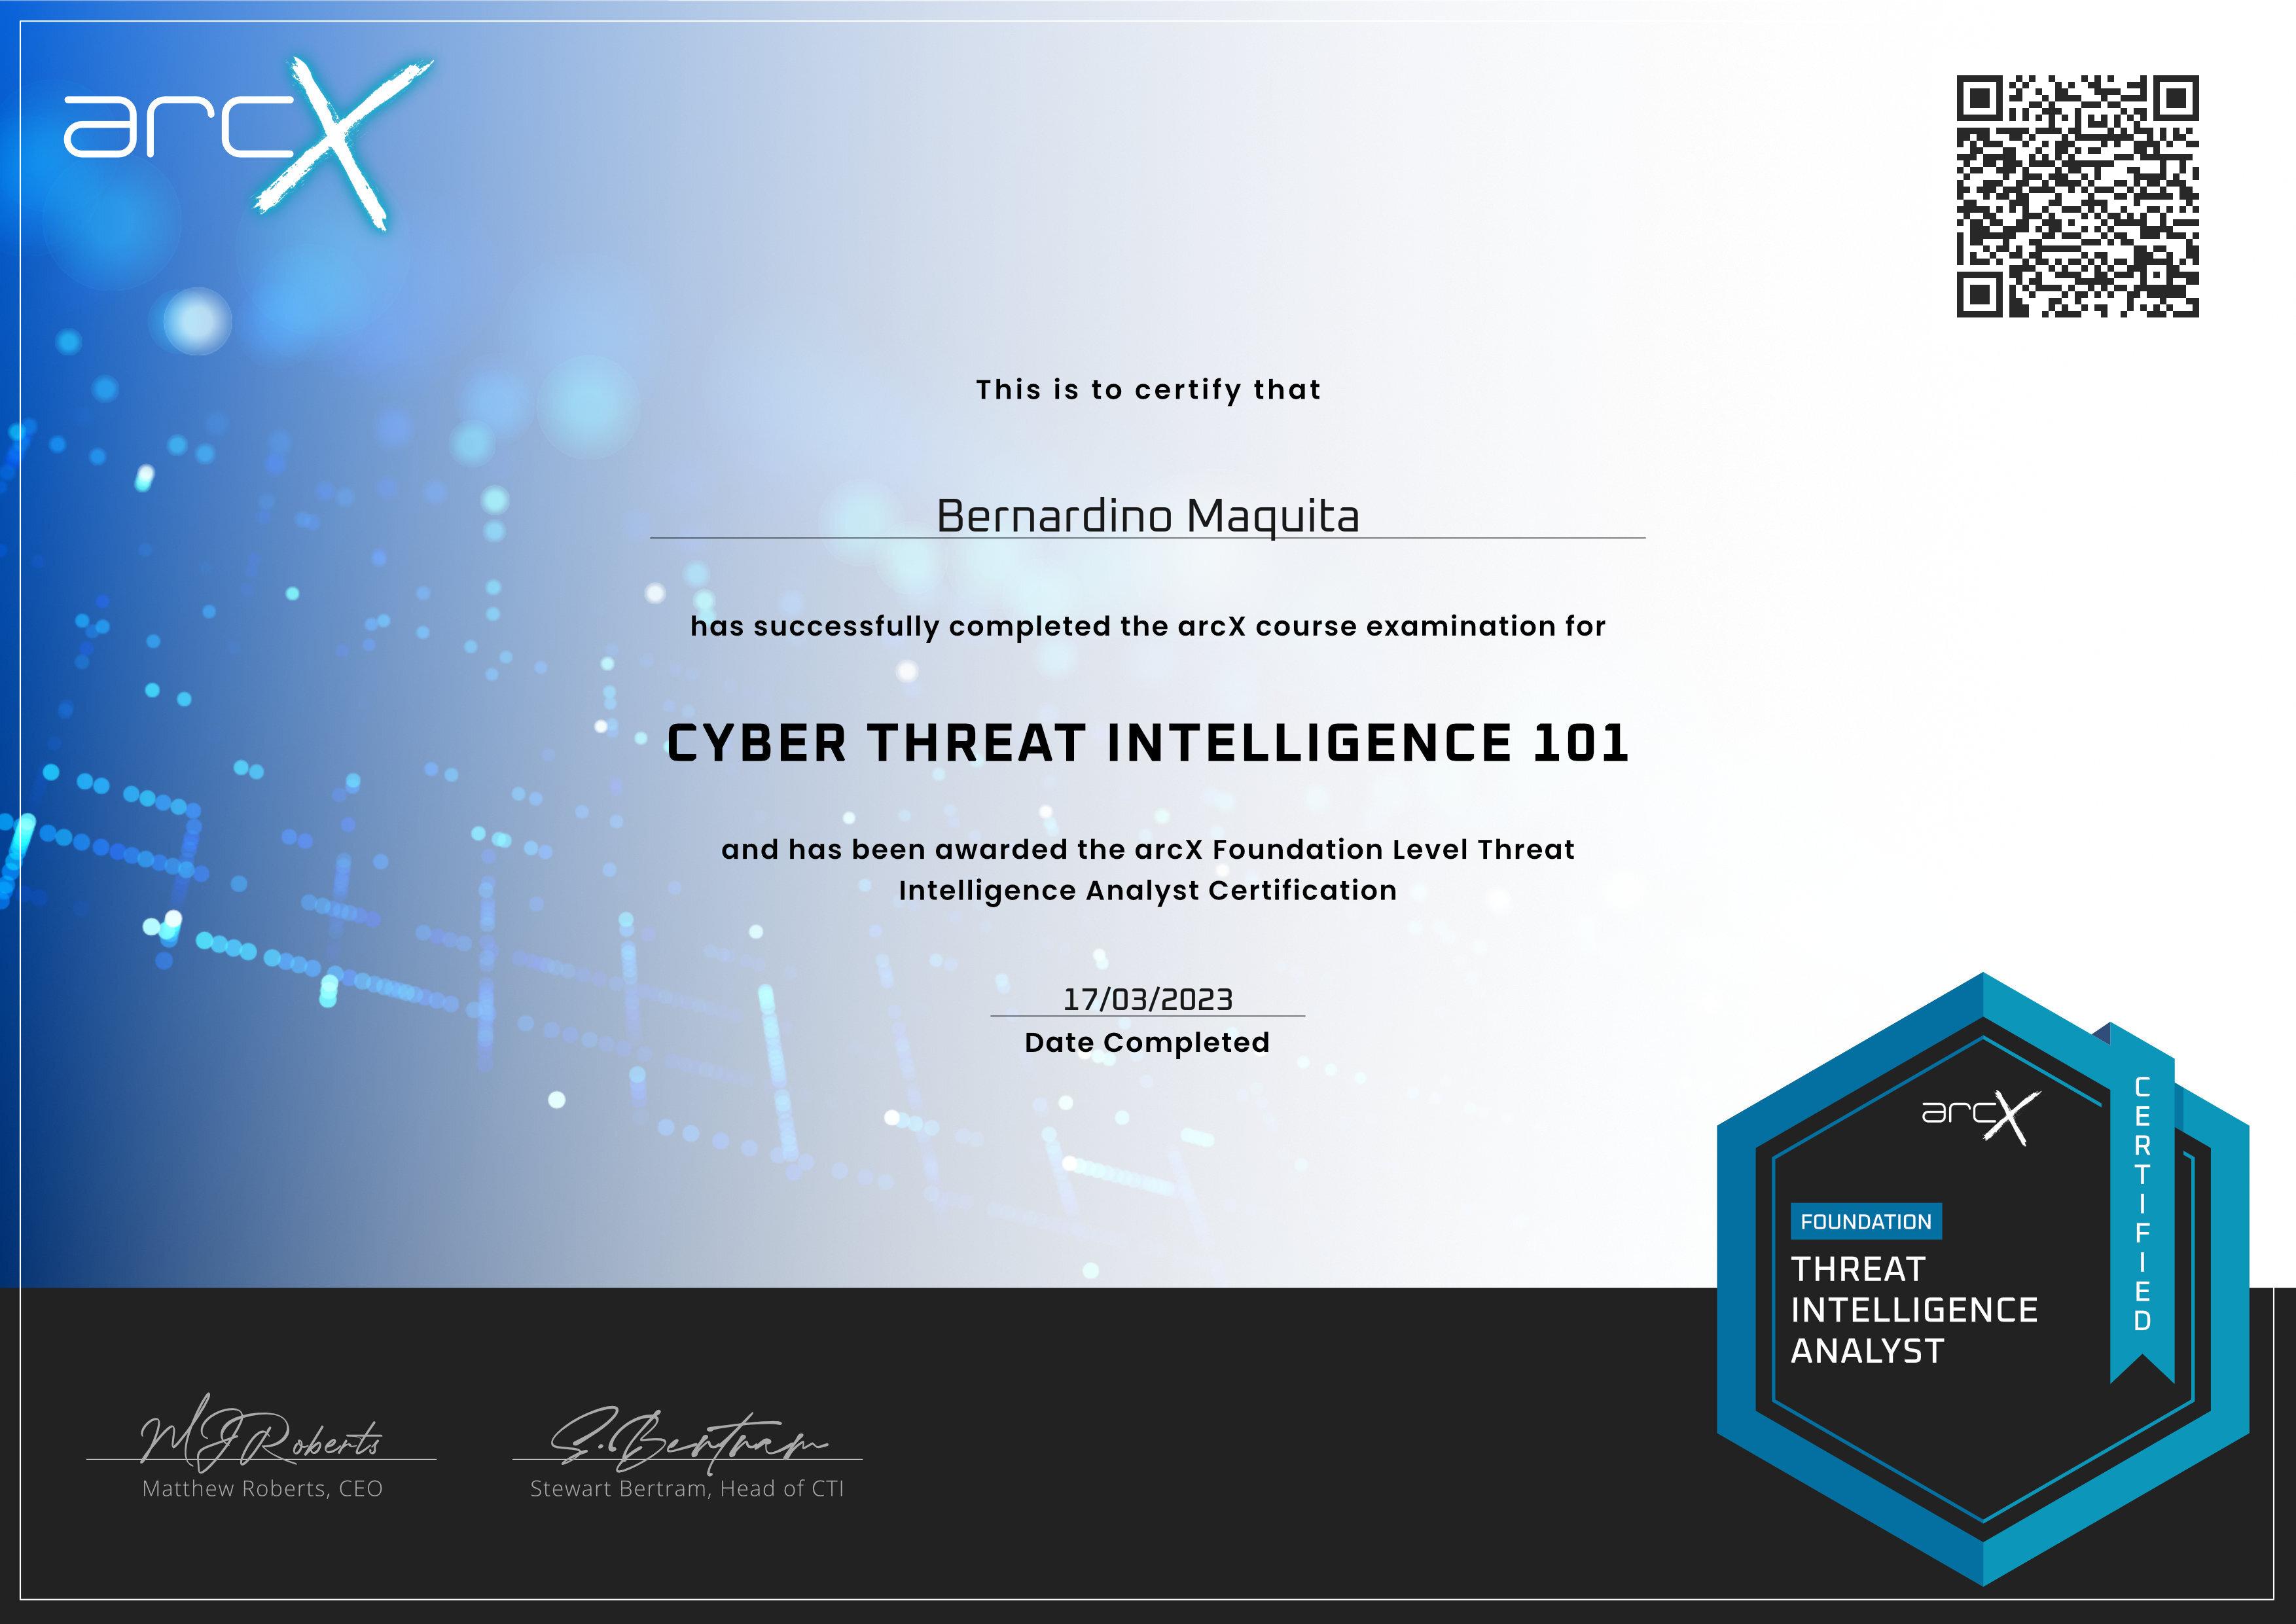 arcX
This is to certify that
Bernardino Maquita
has successfully completed the arcX course examination for
CYBER THREAT INTELLIGENCE 101
and has been awarded the arcX Foundation Level Threat
Intelligence Analyst Certification
17/03/2023
Date Completed
arcX
CERTIFIED
FOUNDATION
THREAT
INTELLIGENCE
ANALYST
MJRoberts
Matthew Roberts, CEO
S.Bertram
Stewart Bertram, Head of CTI